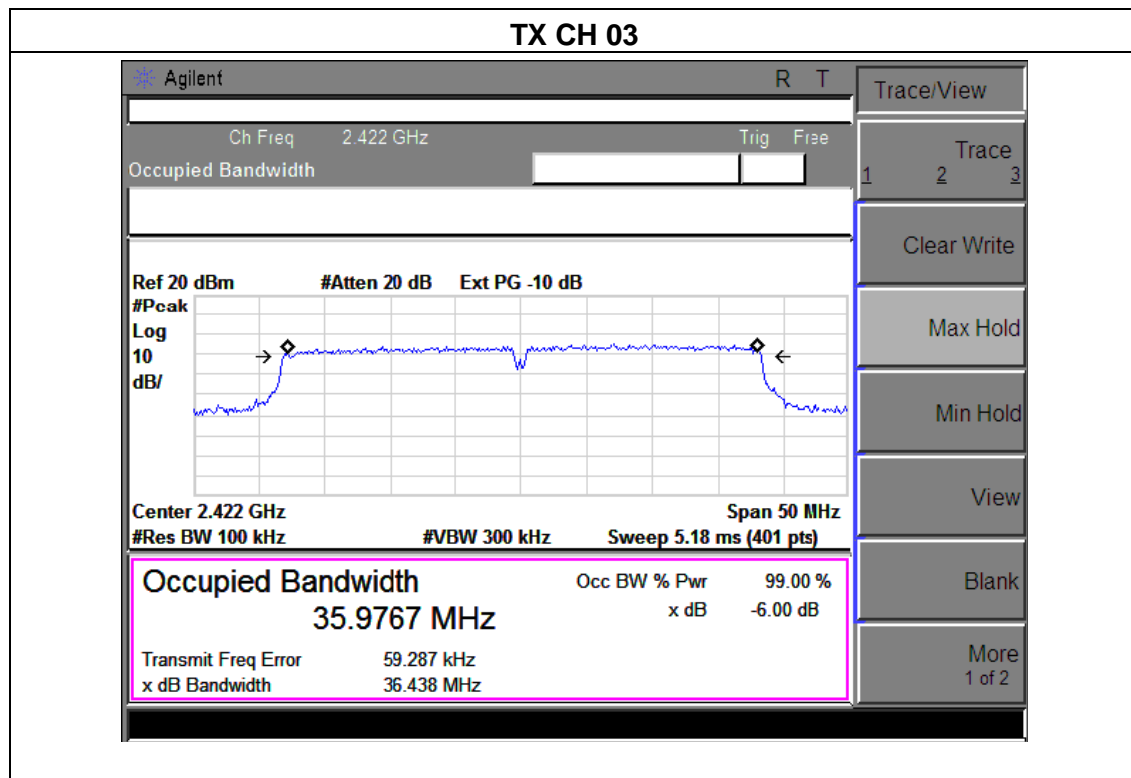 TX CH 03
Agilent R T
Trace/View
Ch Freq 2.422 GHz Trig Free
Occupied Bandwidth
Trace
1 2 3
Clear Write
Ref 20 dBm #Atten 20 dB Ext PG -10 dB
#Peak
Log
10
dB/
Max Hold
Min Hold
View
Center 2.422 GHz Span 50 MHz
#Res BW 100 kHz #VBW 300 kHz Sweep 5.18 ms (401 pts)
Occupied Bandwidth Occ BW % Pwr 99.00 %
35.9767 MHz x dB -6.00 dB
Blank
Transmit Freq Error 59.287 kHz
x dB Bandwidth 36.438 MHz
More
1 of 2